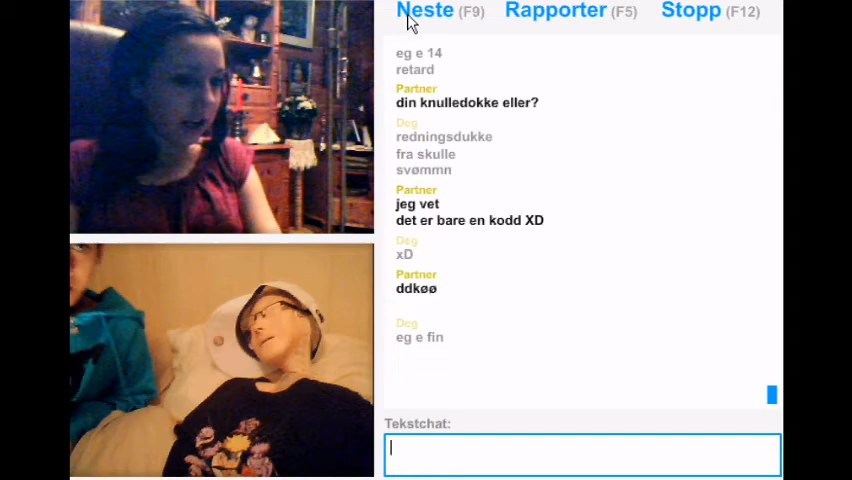 Neste (F9) Rapporter (F5) Stopp (F12)
eg e 14
retard
Partner
din knulledokke eller?
Deg
redningsdukke
fra skulle
svømmn
Partner
jeg vet
det er bare en kodd XD
Deg
xD
Partner
ddkøø
Deg
eg e fin
Tekstchat: